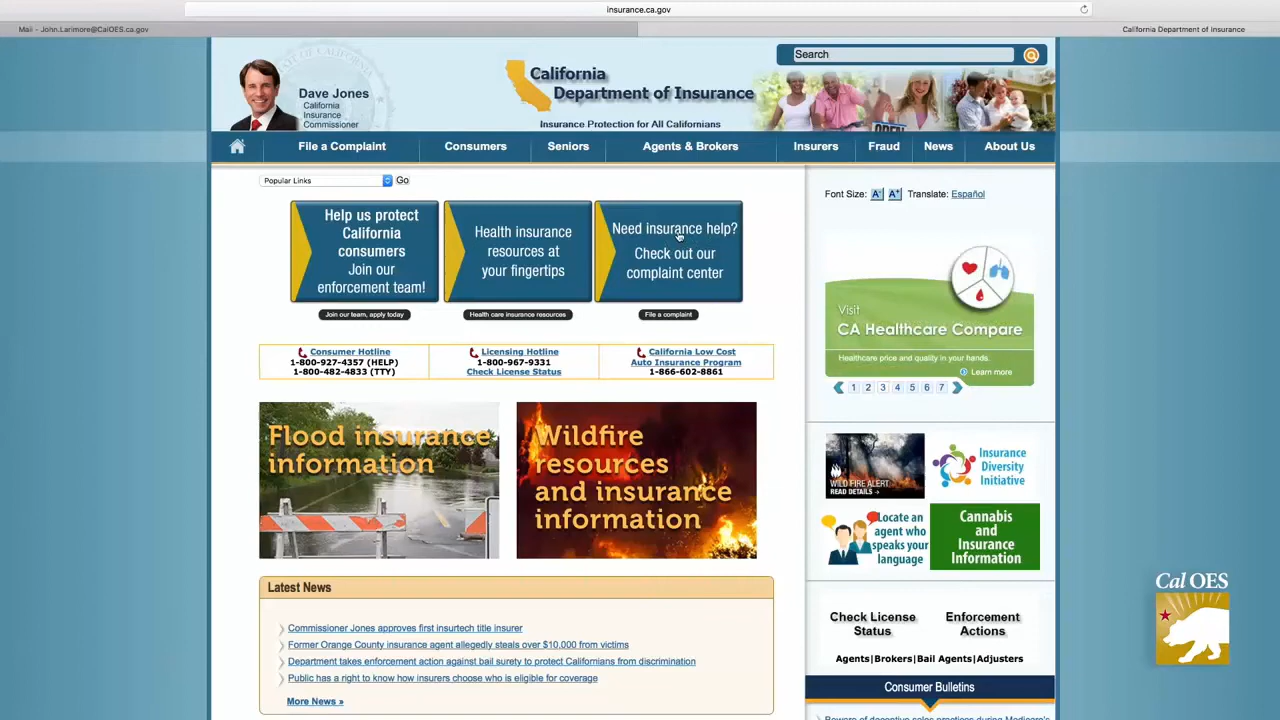 insurance.ca.gov
Mail - John.Larimore@CalOES.ca.gov
California Department of Insurance
Dave Jones
California
Insurance
Commissioner
California
Department of Insurance
Insurance Protection for All Californians
Search
OPEN
File a Complaint
Consumers
Seniors
Agents & Brokers
Insurers
Fraud
News
About Us
Popular Links
Go
Help us protect
California
consumers
Join our
enforcement team!
Join our team, apply today
Health insurance
resources at
your fingertips
Health care insurance resources
Need insurance help?
Check out our
complaint center
File a complaint
Consumer Hotline
1-800-927-4357 (HELP)
1-800-482-4833 (TTY)
Licensing Hotline
1-800-967-9331
Check License Status
California Low Cost
Auto Insurance Program
1-866-602-8861
Flood insurance
information
Wildfire
resources
and insurance
information
Latest News
Commissioner Jones approves first insurtech title insurer
Former Orange County insurance agent allegedly steals over $10,000 from victims
Department takes enforcement action against bail surety to protect Californians from discrimination
Public has a right to know how insurers choose who is eligible for coverage
More News »
Font Size: A- A+ Translate: Español
Visit
CA Healthcare Compare
Healthcare price and quality in your hands.
Learn more
1 2 3 4 5 6 7
WILD FIRE ALERT
READ DETAILS
Insurance
Diversity
Initiative
Locate an
agent who
speaks your
language
Cannabis
and
Insurance
Information
Check License
Status
Enforcement
Actions
Agents|Brokers|Bail Agents|Adjusters
Consumer Bulletins
Beware of deceptive sales practices during Medicare's
Cal OES